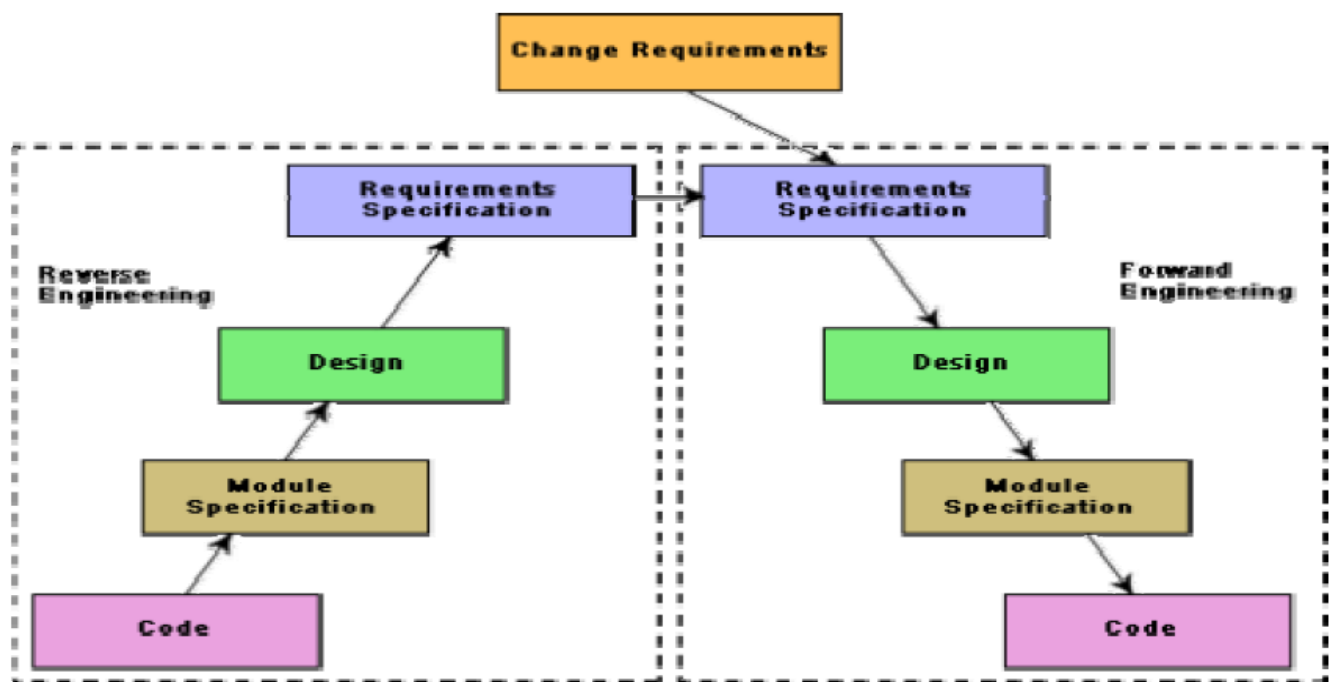 Change Requirements
Requirements
Specification
Requirements
Specification
Reverse
Engineering
Forward
Engineering
Design
Design
Module
Specification
Module
Specification
Code
Code